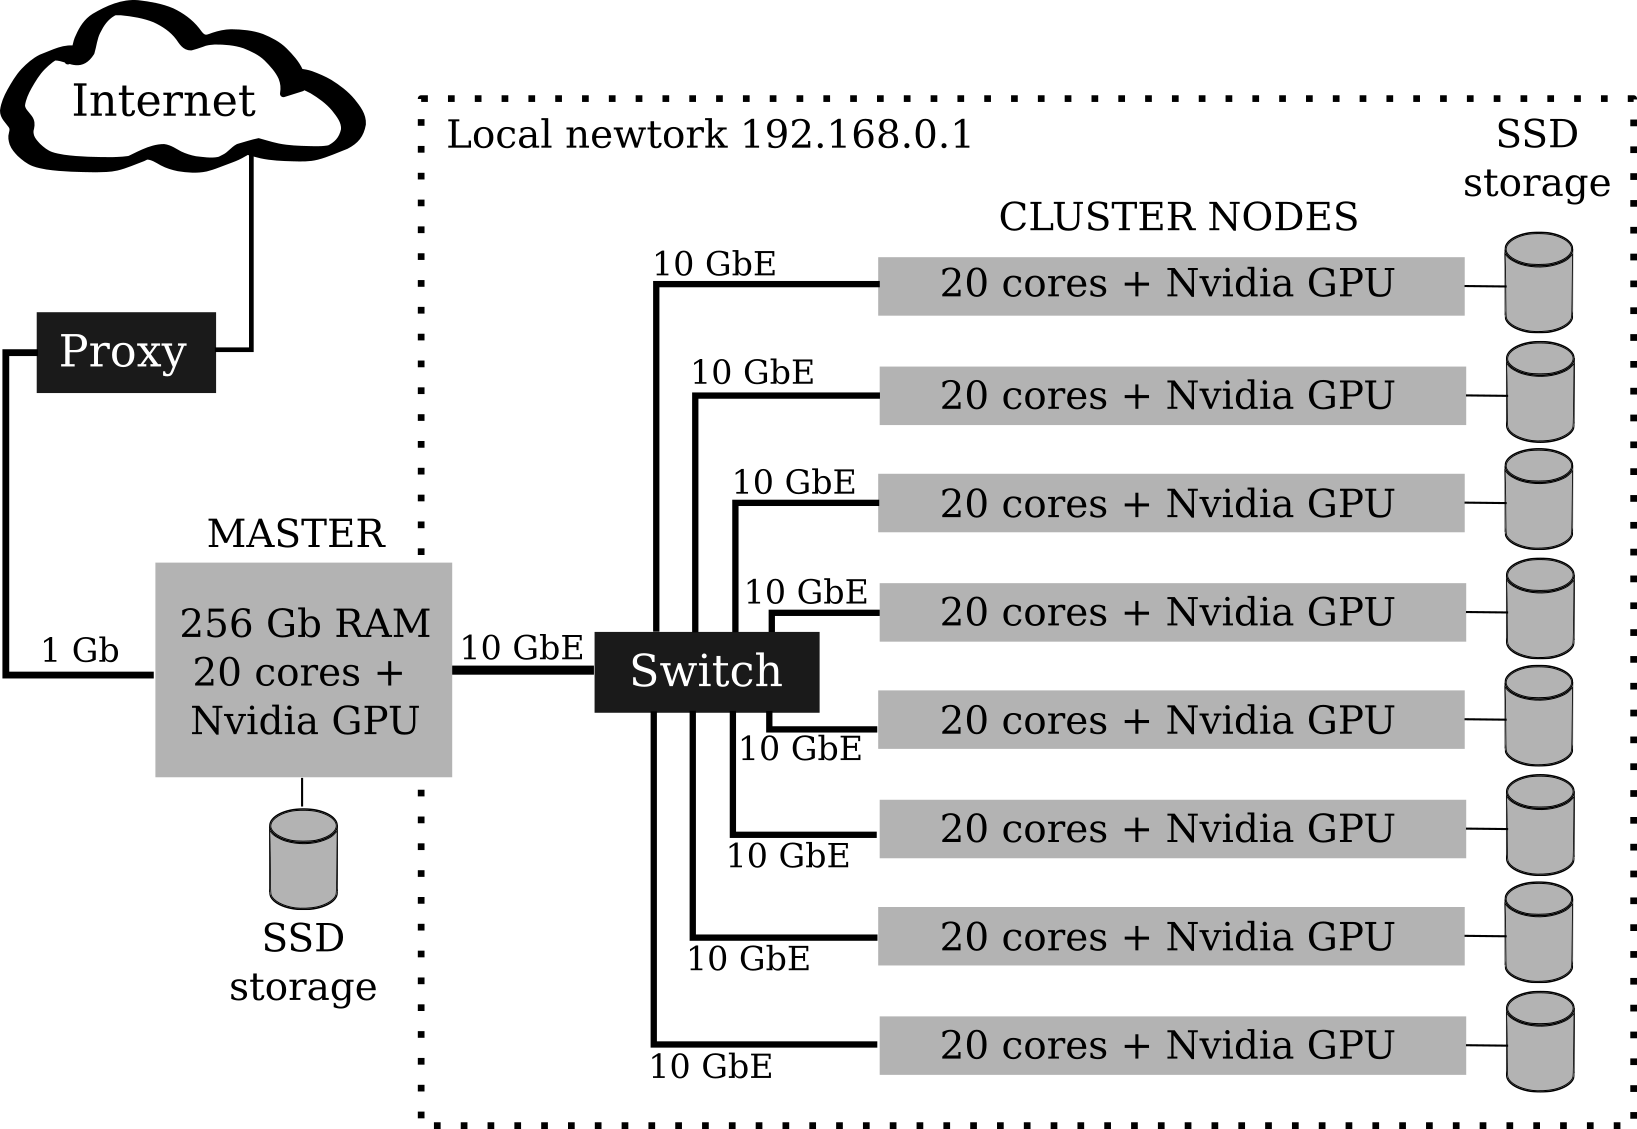 Internet
Local newtork 192.168.0.1
SSD
storage
CLUSTER NODES
10 GbE
20 cores + Nvidia GPU
Proxy
10 GbE
20 cores + Nvidia GPU
10 GbE
20 cores + Nvidia GPU
MASTER
10 GbE
20 cores + Nvidia GPU
256 Gb RAM
20 cores +
Nvidia GPU
1 Gb
10 GbE
Switch
10 GbE
20 cores + Nvidia GPU
10 GbE
20 cores + Nvidia GPU
SSD
storage
10 GbE
20 cores + Nvidia GPU
10 GbE
20 cores + Nvidia GPU